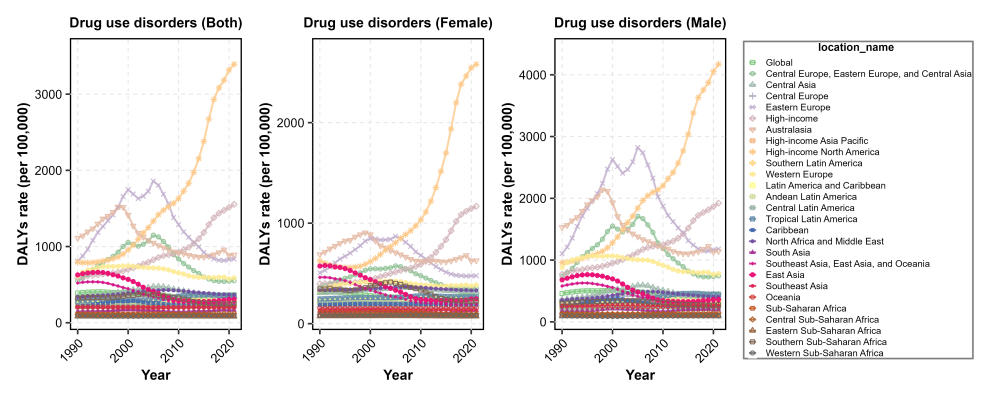 Drug use disorders (Both)
DALYs rate (per 100,000)
3000
2000
1000
0
1990
2000
2010
2020
Year
Drug use disorders (Female)
DALYs rate (per 100,000)
2000
1000
0
1990
2000
2010
2020
Year
Drug use disorders (Male)
DALYs rate (per 100,000)
4000
3000
2000
1000
0
1990
2000
2010
2020
Year
location_name
Global
Central Europe, Eastern Europe, and Central Asia
Central Asia
Central Europe
Eastern Europe
High-income
Australasia
High-income Asia Pacific
High-income North America
Southern Latin America
Western Europe
Latin America and Caribbean
Andean Latin America
Central Latin America
Tropical Latin America
Caribbean
North Africa and Middle East
South Asia
Southeast Asia, East Asia, and Oceania
East Asia
Southeast Asia
Oceania
Sub-Saharan Africa
Central Sub-Saharan Africa
Eastern Sub-Saharan Africa
Southern Sub-Saharan Africa
Western Sub-Saharan Africa